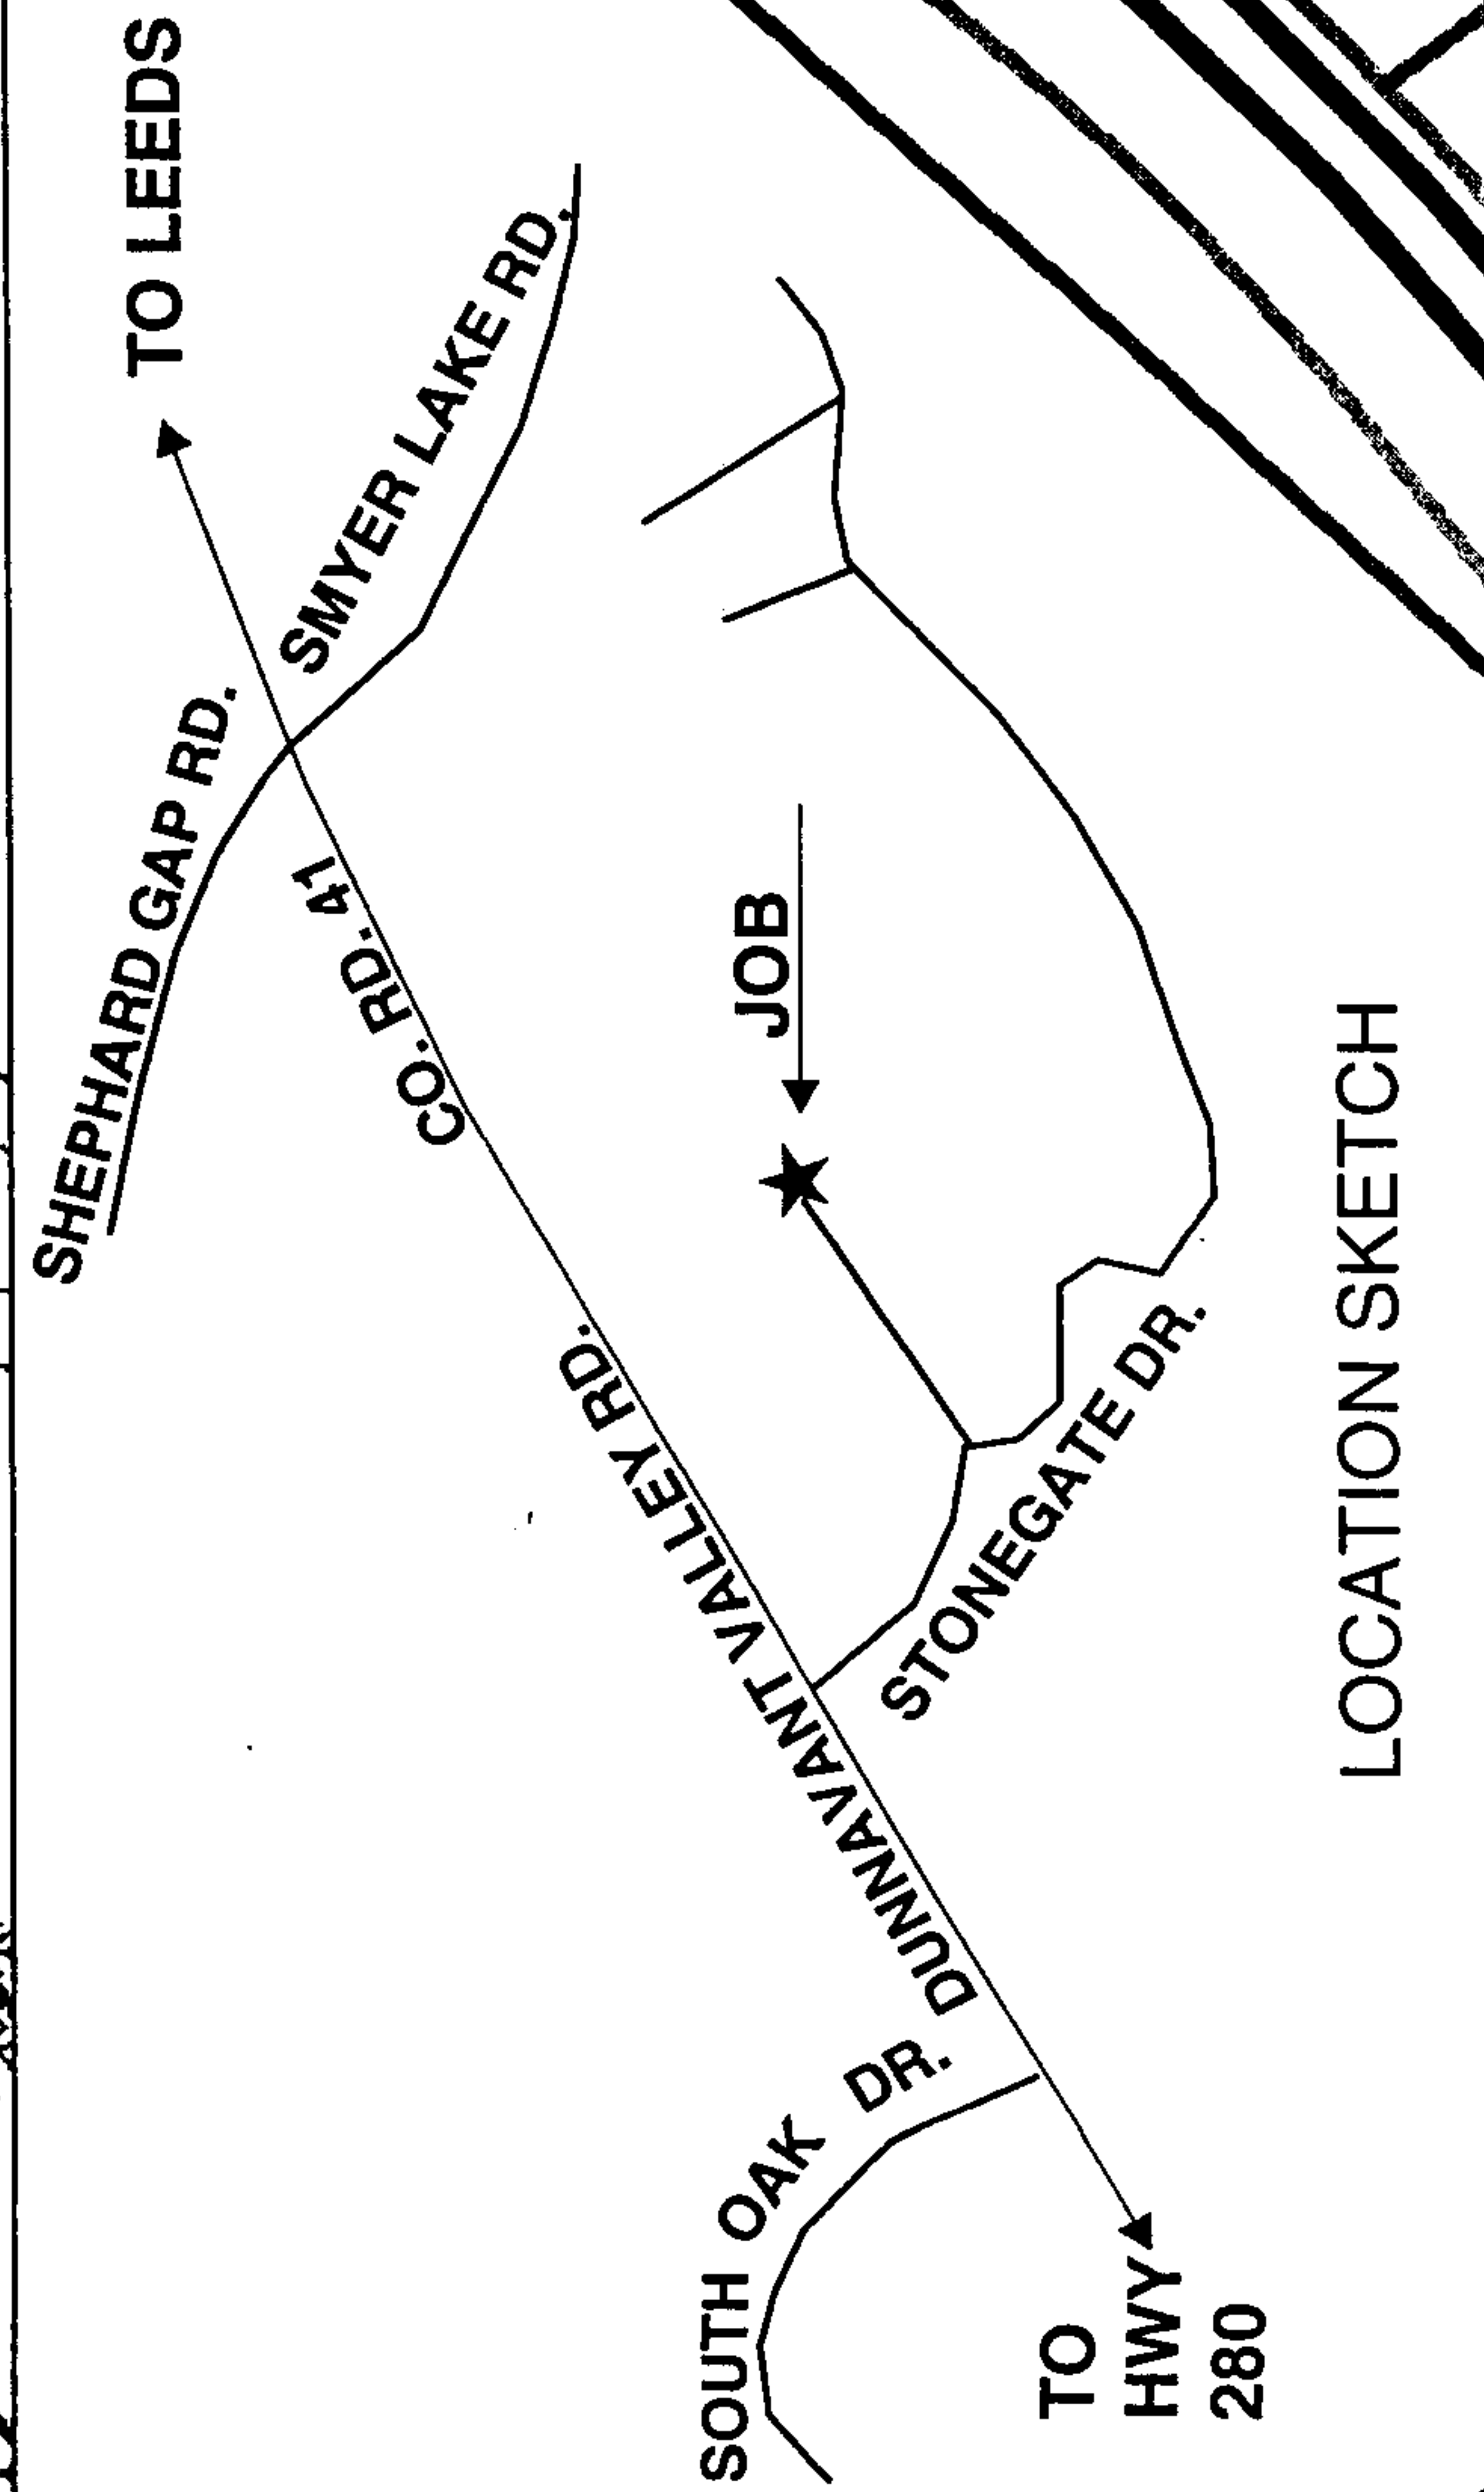 TO LEEDS
SHEPHARD GAP RD.
SMYER LAKE RD.
CO. RD. 41
JOB
DUNNAVANT VALLEY RD.
STONEGATE DR.
SOUTH OAK DR.
TO
HWY
280
LOCATION SKETCH